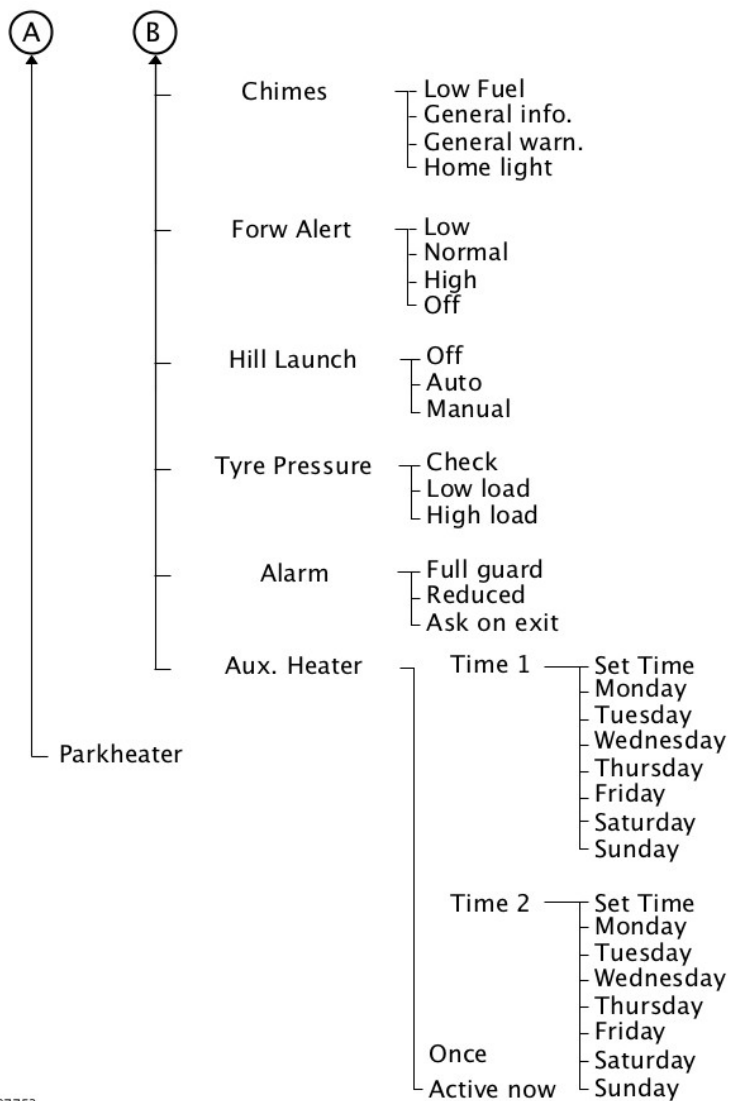 A B
Chimes
Low Fuel
General info.
General warn.
Home light
Forw Alert
Low
Normal
High
Off
Hill Launch
Off
Auto
Manual
Tyre Pressure
Check
Low load
High load
Alarm
Full guard
Reduced
Ask on exit
Aux. Heater
Time 1
Set Time
Monday
Tuesday
Wednesday
Thursday
Friday
Saturday
Sunday
Parkheater
Time 2
Set Time
Monday
Tuesday
Wednesday
Thursday
Friday
Saturday
Sunday
Once
Active now